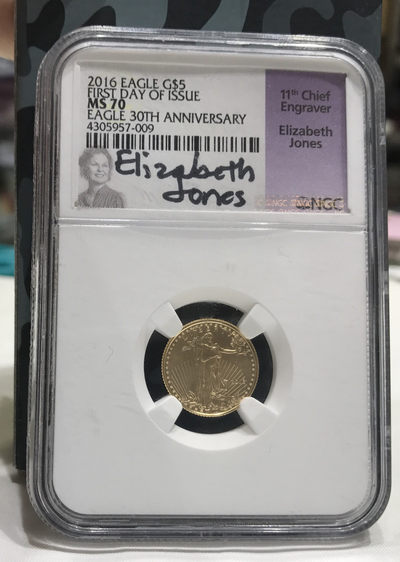 2016 EAGLE G$5
FIRST DAY OF ISSUE
MS 70
EAGLE 30TH ANNIVERSARY
4305957-009
Elizabeth
Jones
11th Chief
Engraver
Elizabeth
Jones
NGC